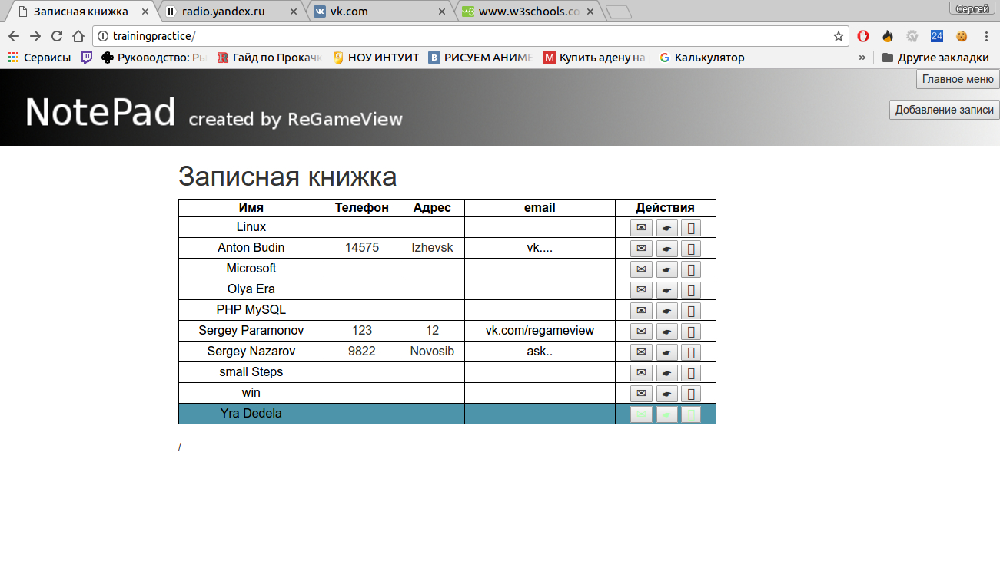 Записная книжка radio.yandex.ru vk.com www.w3schools.co Сергей
trainingpractice/ 24
Сервисы Руководство: Ры Гайд по Прокачк НОУ ИНТУИТ РИСУЕМ АНИМЕ Купить адену на Калькулятор » Другие закладки
Главное меню
NotePad created by ReGameView
Добавление записи
Записная книжка
Имя Телефон Адрес email Действия
Linux
Anton Budin 14575 Izhevsk vk....
Microsoft
Olya Era
PHP MySQL
Sergey Paramonov 123 12 vk.com/regameview
Sergey Nazarov 9822 Novosib ask..
small Steps
win
Yra Dedela
/